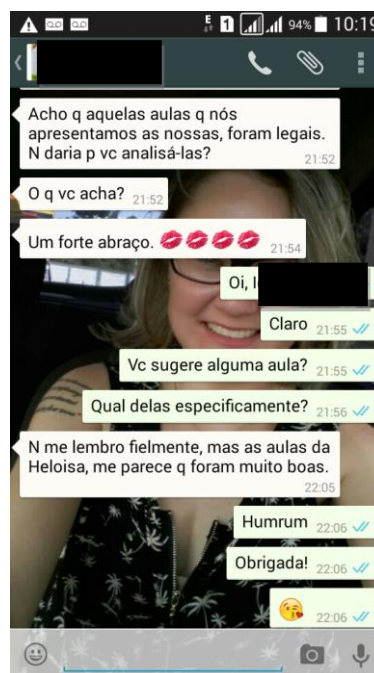 94% 10:19
Acho q aquelas aulas q nós
apresentamos as nossas, foram legais.
N daria p vc analisá-las?
21:52
O q vc acha? 21:52
Um forte abraço. 💋💋💋💋 21:54
Oi,
Claro 21:55
Vc sugere alguma aula? 21:55
Qual delas especificamente? 21:56
N me lembro fielmente, mas as aulas da
Heloisa, me parece q foram muito boas.
22:05
Humrum 22:06
Obrigada! 22:06
😘 22:06